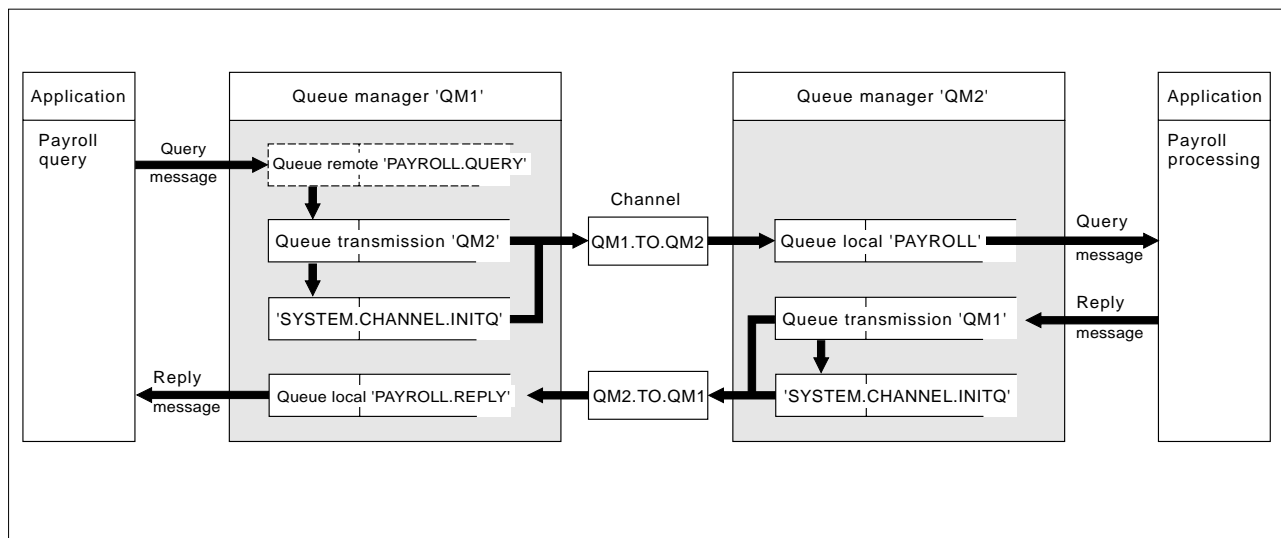 Application
Payroll
query
Query
message
Reply
message
Queue manager 'QM1'
Queue remote 'PAYROLL.QUERY'
Queue transmission 'QM2'
'SYSTEM.CHANNEL.INITQ'
Queue local 'PAYROLL.REPLY'
Channel
QM1.TO.QM2
QM2.TO.QM1
Queue manager 'QM2'
Queue local 'PAYROLL'
Queue transmission 'QM1'
'SYSTEM.CHANNEL.INITQ'
Query
message
Reply
message
Application
Payroll
processing